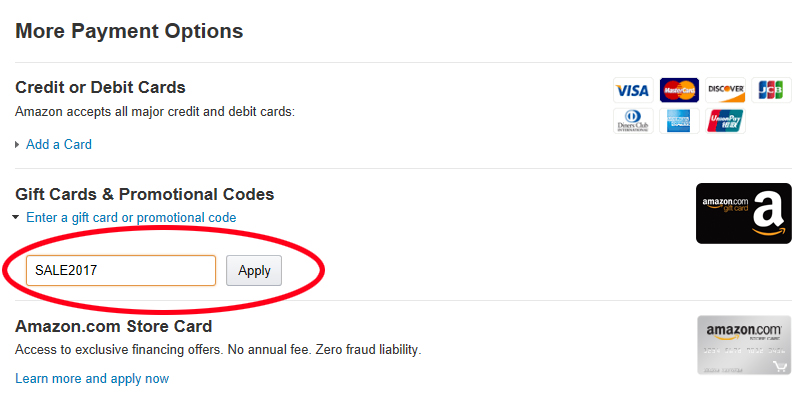 More Payment Options
Credit or Debit Cards
Amazon accepts all major credit and debit cards:
VISA MasterCard DISCOVER JCB
Diners Club INTERNATIONAL AMERICAN EXPRESS UnionPay 银联
Add a Card
Gift Cards & Promotional Codes
Enter a gift card or promotional code
amazon.com
gift card
a
SALE2017 Apply
Amazon.com Store Card
Access to exclusive financing offers. No annual fee. Zero fraud liability.
amazon.com
STORE CARD
Learn more and apply now